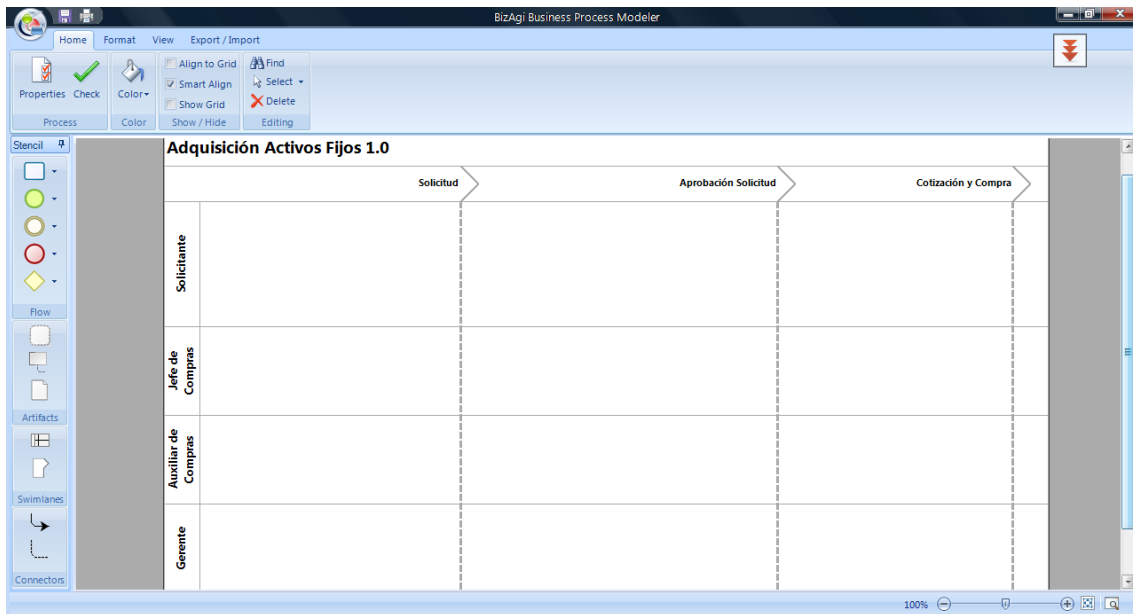 BizAgi Business Process Modeler
Home Format View Export / Import
Properties Check
Color
Align to Grid
Smart Align
Show Grid
Find
Select
Delete
Process Color Show / Hide Editing
Stencil
Flow
Artifacts
Swimlanes
Connectors
Adquisición Activos Fijos 1.0
Solicitud Aprobación Solicitud Cotización y Compra
Solicitante
Jefe de
Compras
Auxiliar de
Compras
Gerente
100%